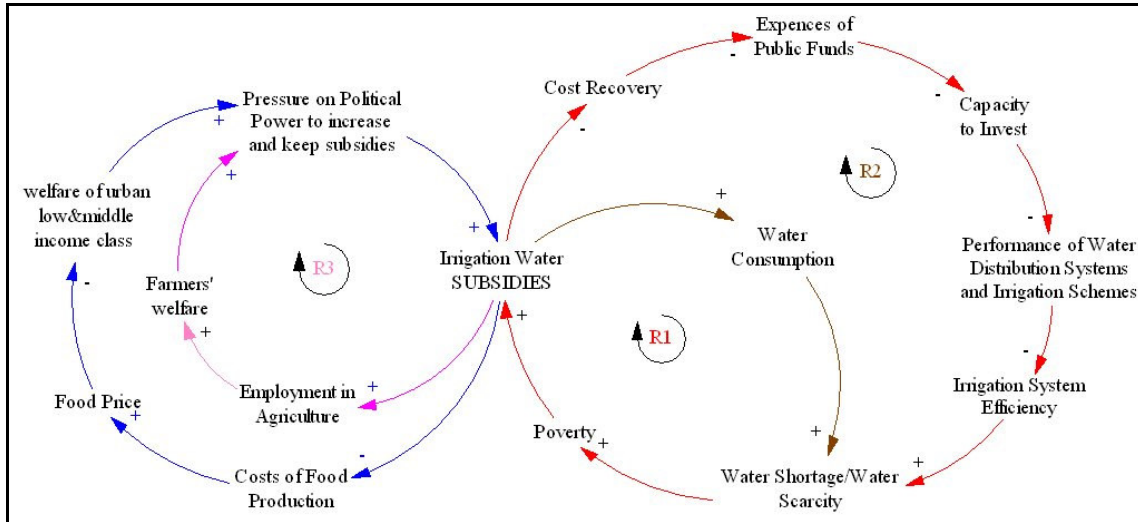 Expences of
Public Funds
Cost Recovery
-
-
Pressure on Political
Power to increase
and keep subsidies
+
+
Capacity
to Invest
-
R2
welfare of urban
low&middle
income class
-
Farmers'
welfare
+
R3
+
Irrigation Water
SUBSIDIES
+
+
Water
Consumption
-
Performance of Water
Distribution Systems
and Irrigation Schemes
R1
-
Irrigation System
Efficiency
Food Price
+
Employment in
Agriculture
+
Poverty
+
+
+
Costs of Food
Production
-
Water Shortage/Water
Scarcity